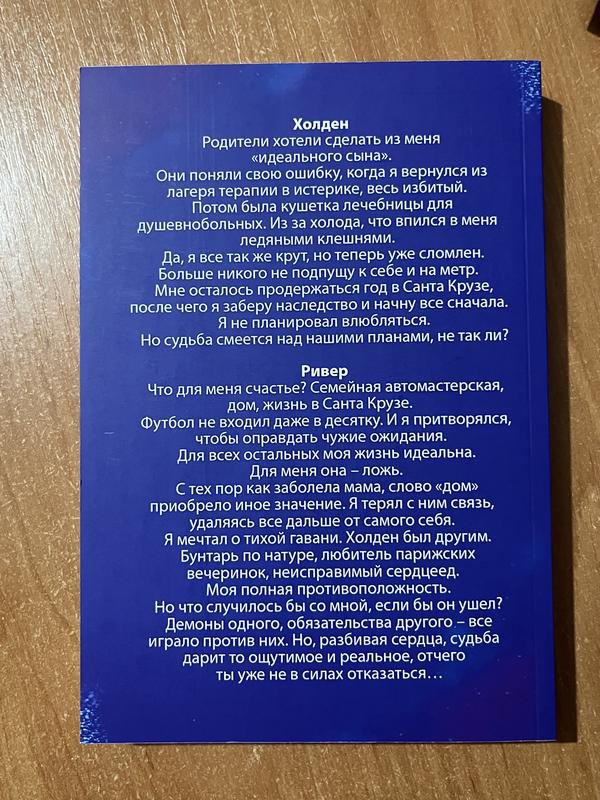 Холден
Родители хотели сделать из меня
«идеального сына».
Они поняли свою ошибку, когда я вернулся из
лагеря терапии в истерике, весь избитый.
Потом была кушетка лечебницы для
душевнобольных. Из за холода, что впился в меня
ледяными клешнями.
Да, я все так же крут, но теперь уже сломлен.
Больше никого не подпущу к себе и на метр.
Мне осталось продержаться год в Санта Крузе,
после чего я заберу наследство и начну все сначала.
Я не планировал влюбляться.
Но судьба смеется над нашими планами, не так ли?
Ривер
Что для меня счастье? Семейная автомастерская,
дом, жизнь в Санта Крузе.
Футбол не входил даже в десятку. И я притворялся,
чтобы оправдать чужие ожидания.
Для всех остальных моя жизнь идеальна.
Для меня она – ложь.
С тех пор как заболела мама, слово «дом»
приобрело иное значение. Я терял с ним связь,
удаляясь все дальше от самого себя.
Я мечтал о тихой гавани. Холден был другим.
Бунтарь по натуре, любитель парижских
вечеринок, неисправимый сердцеед.
Моя полная противоположность.
Но что случилось бы со мной, если бы он ушел?
Демоны одного, обязательства другого – все
играло против них. Но, разбивая сердца, судьба
дарит то ощутимое и реальное, отчего
ты уже не в силах отказаться…